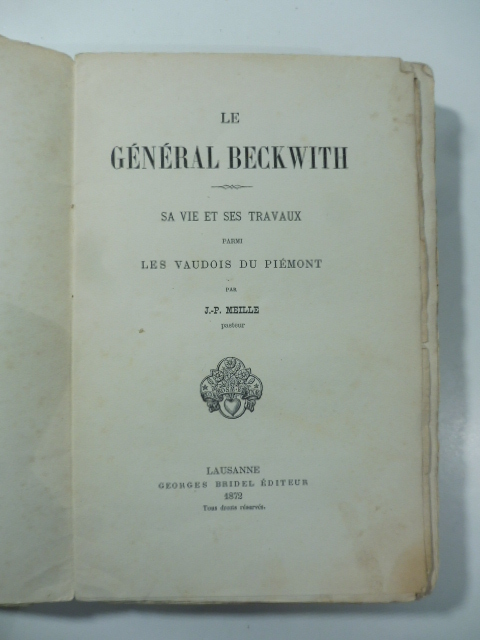 LE
GÉNÉRAL BECKWITH
SA VIE ET SES TRAVAUX
PARMI
LES VAUDOIS DU PIÉMONT
PAR
J.-P. MEILLE
pasteur
LAUSANNE
GEORGES BRIDEL ÉDITEUR
1872
Tous droits réservés.